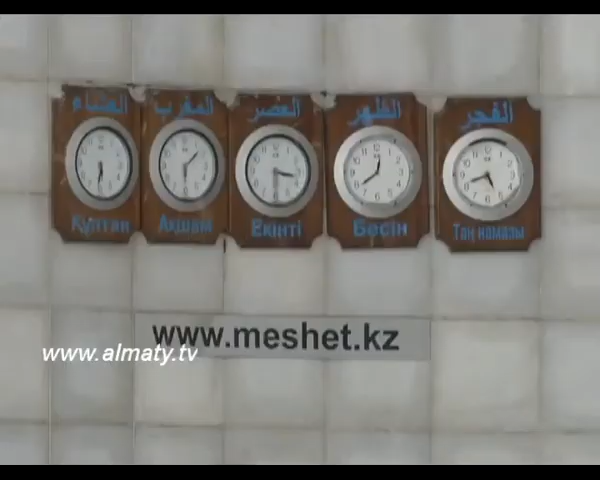 العشاء
المغرب
العصر
الظهر
الفجر
Құптан
Ақшам
Екінті
Бесін
Таң намазы
www.meshet.kz
www.almaty.tv